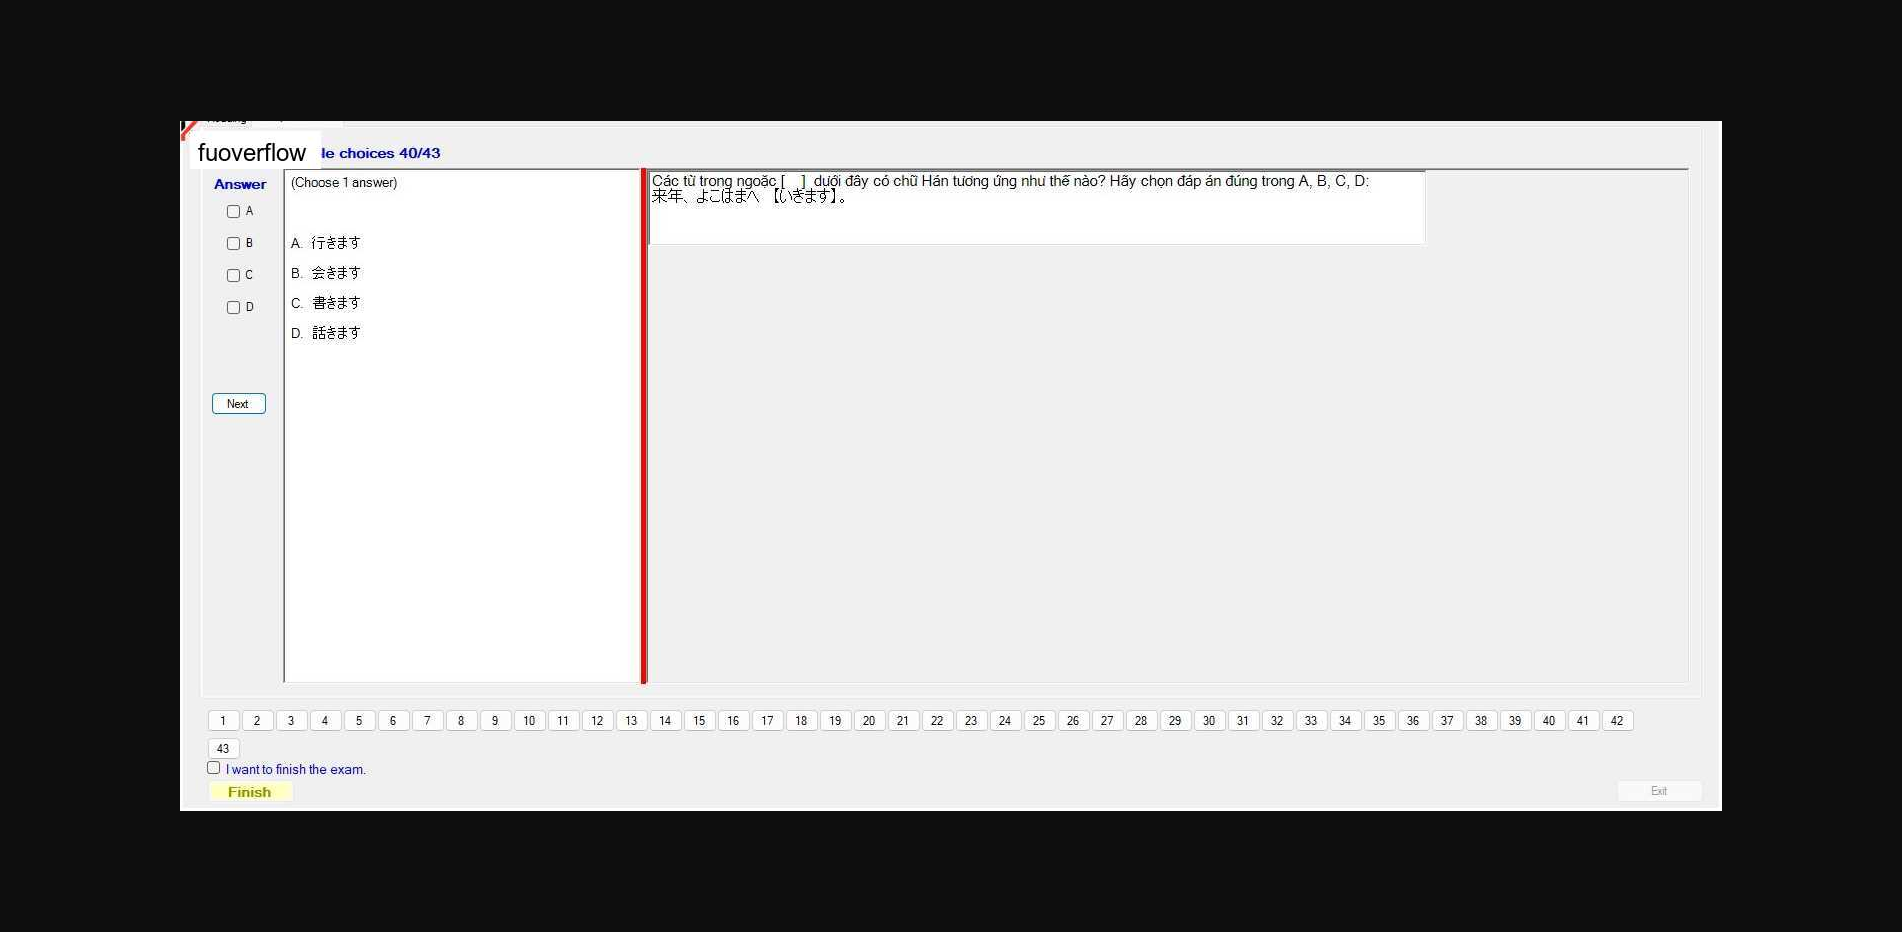 fuoverflow
le choices 40/43
Answer
A
B
C
D
Next
(Choose 1 answer)
A. 行きます
B. 会きます
C. 書きます
D. 話きます
Các từ trong ngoặc [ ] dưới đây có chữ Hán tương ứng như thế nào? Hãy chọn đáp án đúng trong A, B, C, D:
来年、よこはまへ 【いきます】。
1 2 3 4 5 6 7 8 9 10 11 12 13 14 15 16 17 18 19 20 21 22 23 24 25 26 27 28 29 30 31 32 33 34 35 36 37 38 39 40 41 42
43
I want to finish the exam.
Finish
Exit